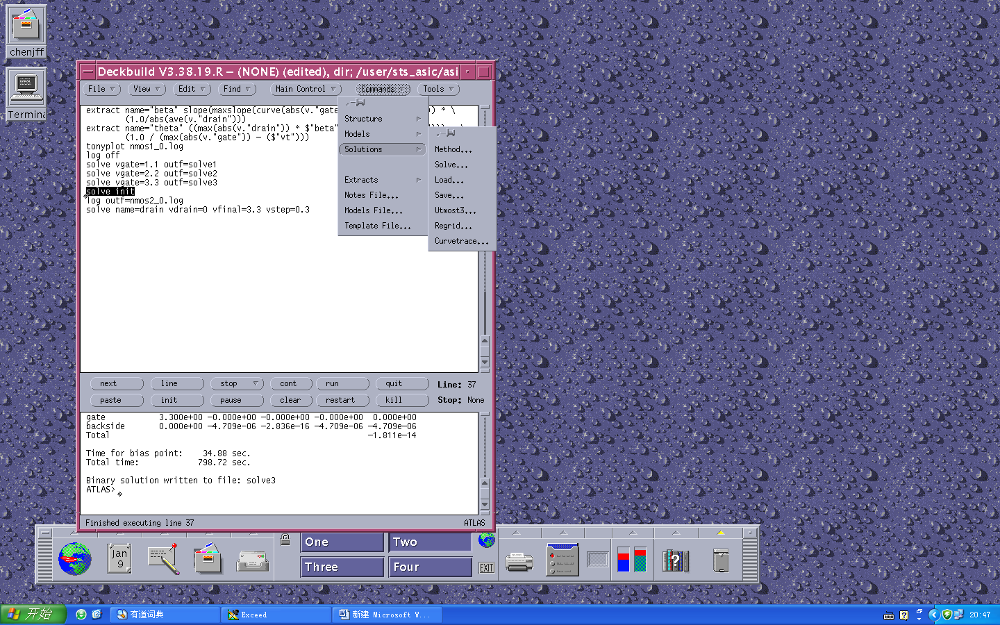 chenjff
Termina
Deckbuild V3.38.19.R – (NONE) (edited), dir; /user/sts_asic/asi
File View Edit Find Main Control Commands Tools
extract name="beta" slope(maxslope(curve(abs(v."gate
) * \
(1.0/abs(ave(v."drain")))
extract name="theta" ((max(abs(v."drain")) * $"beta"
(1.0 / (max(abs(v."gate")) – ($"vt")))
tonyplot nmos1_0.log
log off
solve vgate=1.1 outf=solve1
solve vgate=2.2 outf=solve2
solve vgate=3.3 outf=solve3
solve init
log outf=nmos2_0.log
solve name=drain vdrain=0 vfinal=3.3 vstep=0.3
Structure
Models
Solutions
Extracts
Notes File...
Models File...
Template File...
Method...
Solve...
Load...
Save...
Utmost3...
Regrid...
Curvetrace...
next line stop cont run quit Line: 37
paste init pause clear restart kill Stop: None
gate 3.300e+00 –0.000e+00 –0.000e+00 –0.000e+00 0.000e+00
backside 0.000e+00 –4.709e–06 –2.836e–16 –4.709e–06 –4.709e–06
Total –1.811e–14
Time for bias point: 34.88 sec.
Total time: 798.72 sec.
Binary solution written to file: solve3
ATLAS>
Finished executing line 37 ATLAS
Jan
9
One Two
Three Four
EXIT
开始 有道词典 Exceed 新建 Microsoft W... 20:47